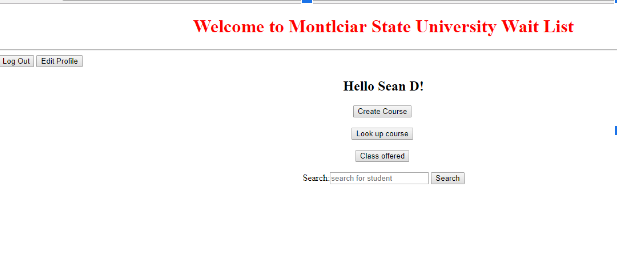 Welcome to Montlciar State University Wait List
Log Out Edit Profile
Hello Sean D!
Create Course
Look up course
Class offered
Search: search for student Search